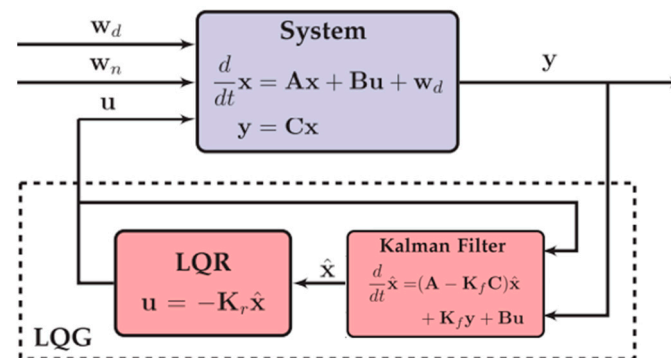 w_d
System
w_n
d/dt x = Ax + Bu + w_d
y
u
y = Cx
LQR
u = −K_r x̂
x̂
Kalman Filter
d/dt x̂ =(A − K_f C)x̂
+ K_f y + Bu
LQG